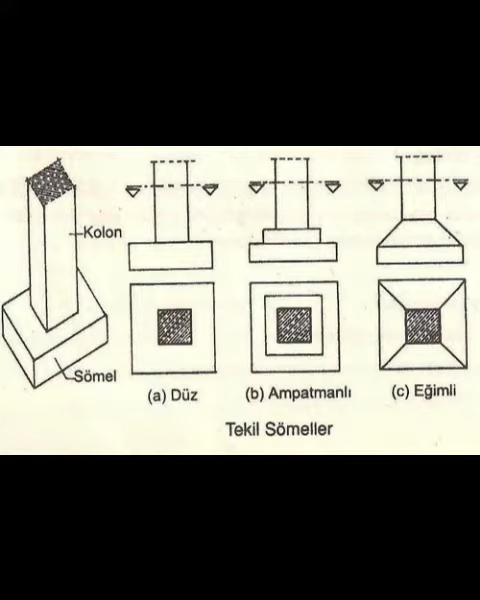 Kolon
Sömel
(a) Düz
(b) Ampatmanlı
(c) Eğimli
Tekil Sömeller